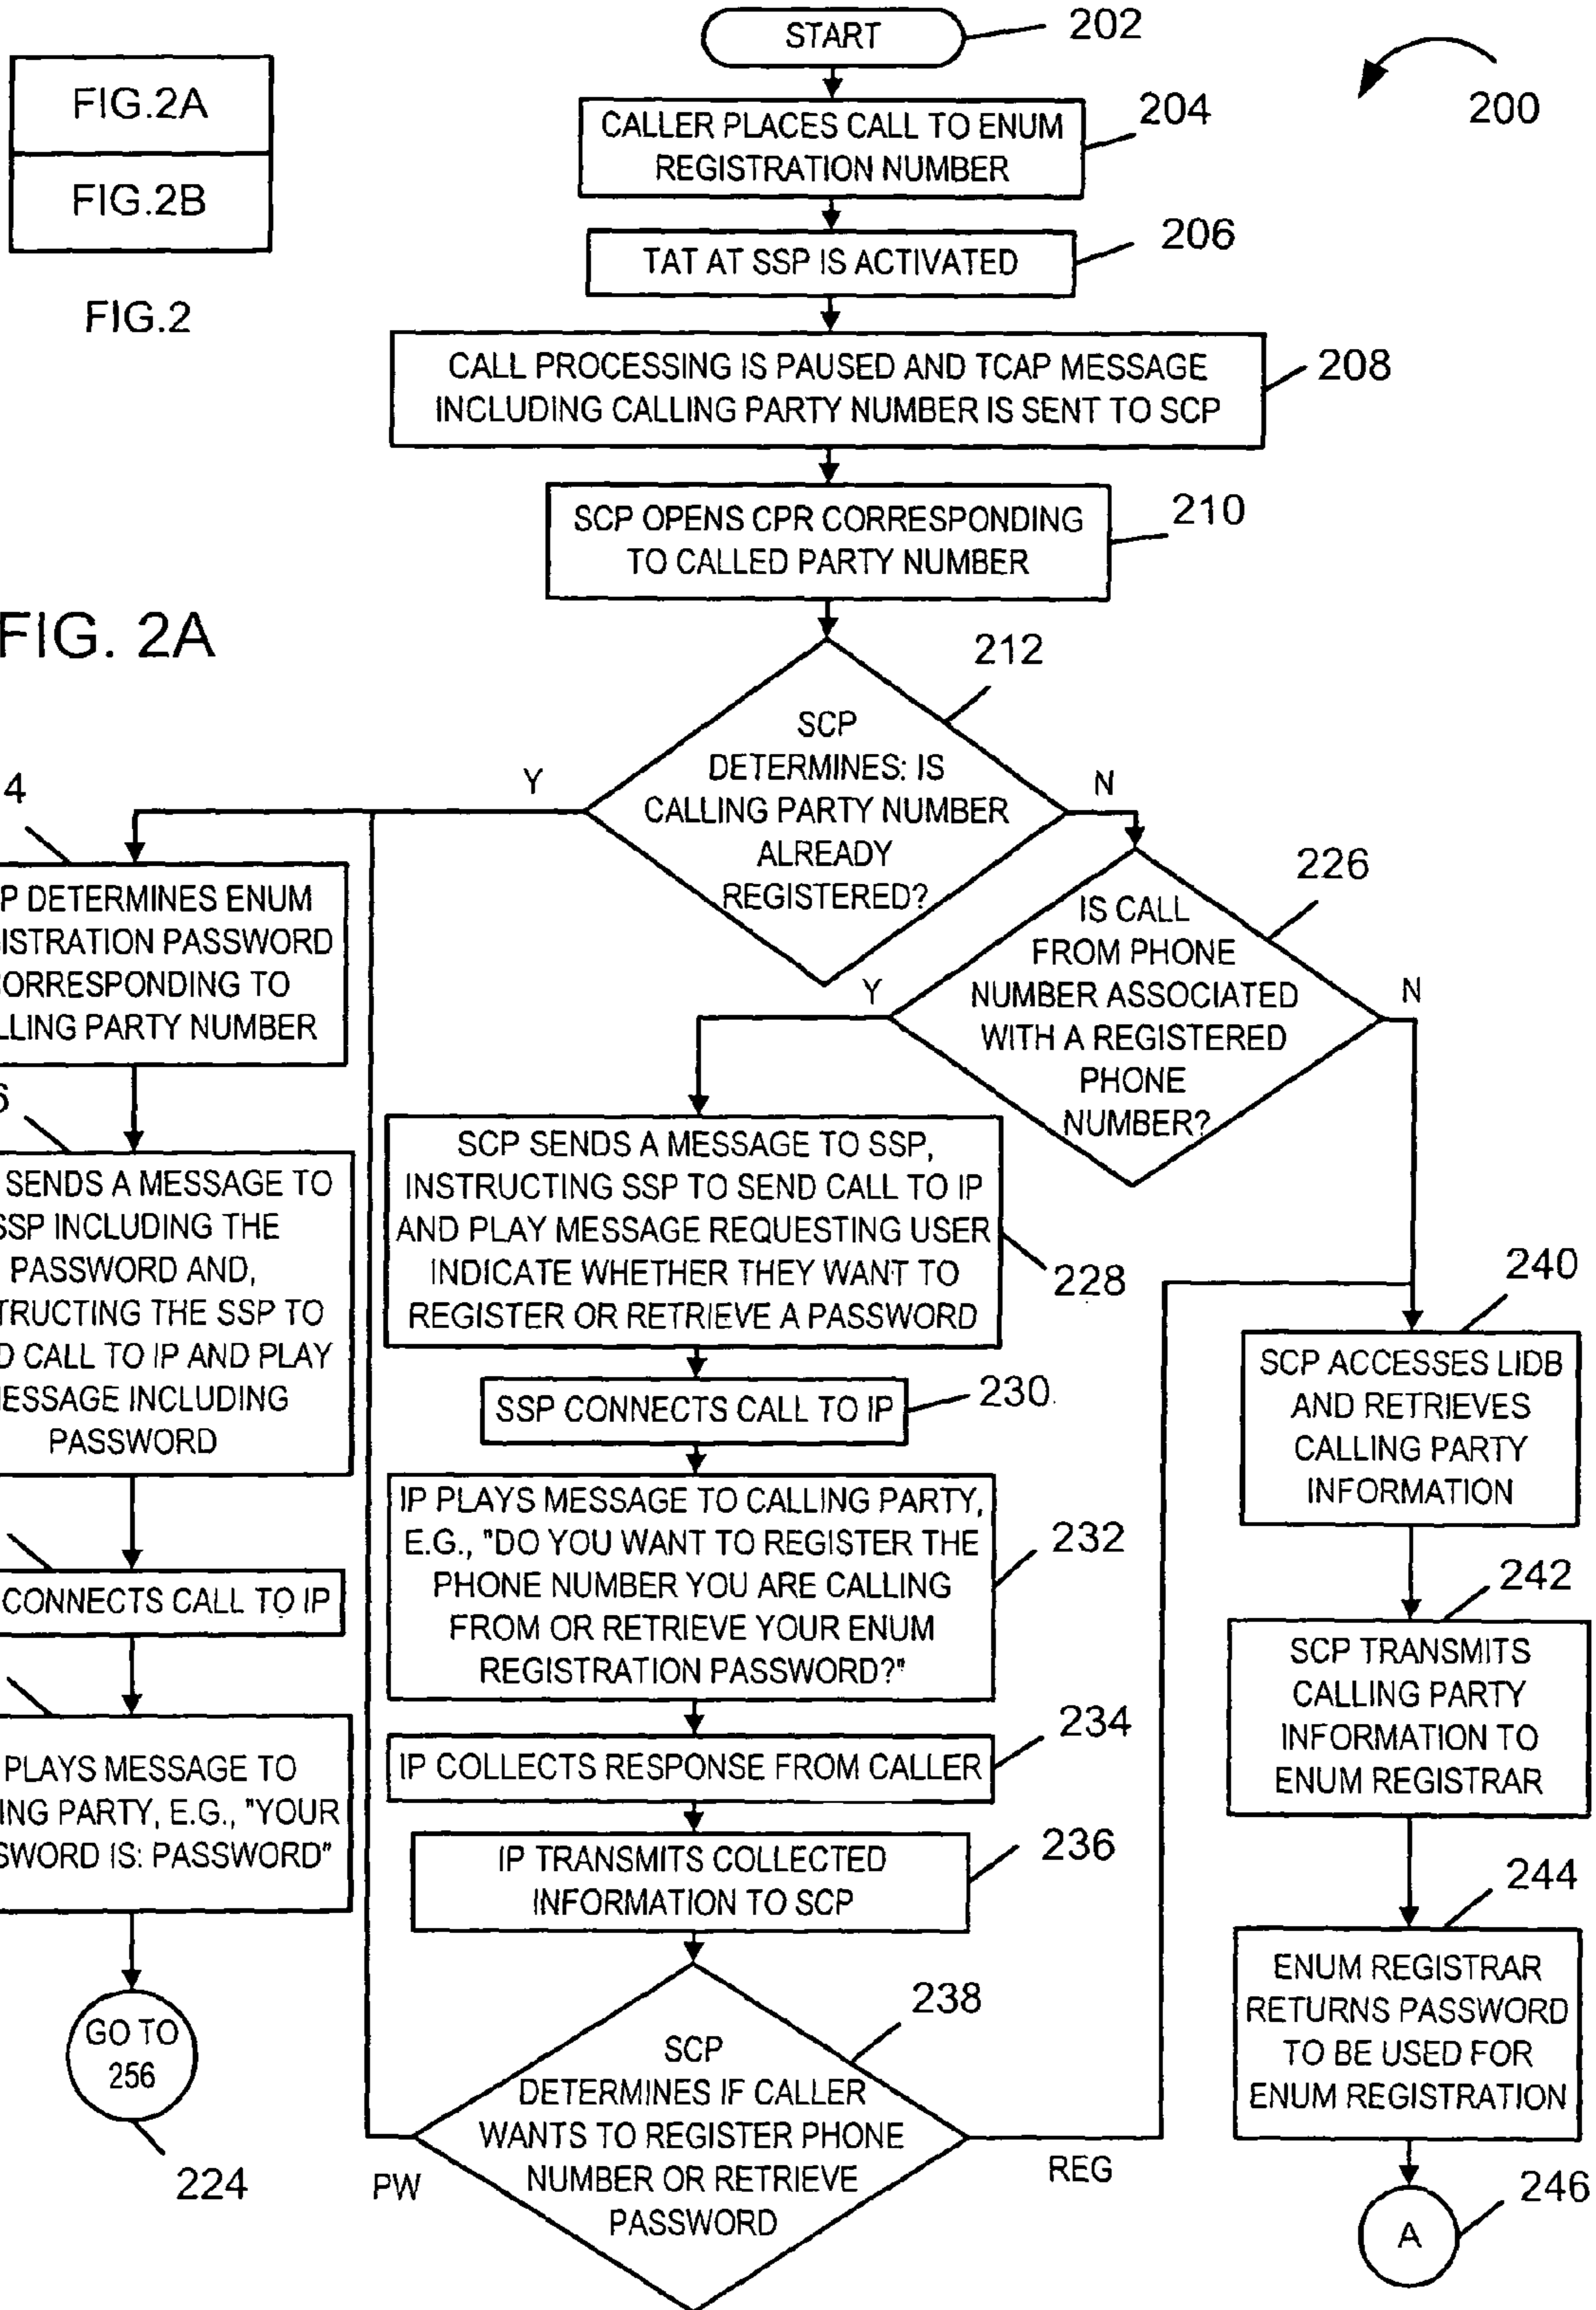 FIG.2A
FIG.2B
FIG.2
FIG. 2A
200
START
202
CALLER PLACES CALL TO ENUM
REGISTRATION NUMBER
204
TAT AT SSP IS ACTIVATED
206
CALL PROCESSING IS PAUSED AND TCAP MESSAGE
INCLUDING CALLING PARTY NUMBER IS SENT TO SCP
208
SCP OPENS CPR CORRESPONDING
TO CALLED PARTY NUMBER
210
SCP
DETERMINES: IS
CALLING PARTY NUMBER
ALREADY
REGISTERED?
212
Y
N
4
P DETERMINES ENUM
ISTRATION PASSWORD
ORRESPONDING TO
LLING PARTY NUMBER
6
SENDS A MESSAGE TO
SSP INCLUDING THE
PASSWORD AND,
TRUCTING THE SSP TO
D CALL TO IP AND PLAY
MESSAGE INCLUDING
PASSWORD
CONNECTS CALL TO IP
PLAYS MESSAGE TO
ING PARTY, E.G., "YOUR
SWORD IS: PASSWORD"
GO TO
256
224
IS CALL
FROM PHONE
NUMBER ASSOCIATED
WITH A REGISTERED
PHONE
NUMBER?
226
Y
N
SCP SENDS A MESSAGE TO SSP,
INSTRUCTING SSP TO SEND CALL TO IP
AND PLAY MESSAGE REQUESTING USER
INDICATE WHETHER THEY WANT TO
REGISTER OR RETRIEVE A PASSWORD
228
SSP CONNECTS CALL TO IP
230
IP PLAYS MESSAGE TO CALLING PARTY,
E.G., "DO YOU WANT TO REGISTER THE
PHONE NUMBER YOU ARE CALLING
FROM OR RETRIEVE YOUR ENUM
REGISTRATION PASSWORD?"
232
IP COLLECTS RESPONSE FROM CALLER
234
IP TRANSMITS COLLECTED
INFORMATION TO SCP
236
SCP
DETERMINES IF CALLER
WANTS TO REGISTER PHONE
NUMBER OR RETRIEVE
PASSWORD
238
PW
REG
SCP ACCESSES LIDB
AND RETRIEVES
CALLING PARTY
INFORMATION
240
SCP TRANSMITS
CALLING PARTY
INFORMATION TO
ENUM REGISTRAR
242
ENUM REGISTRAR
RETURNS PASSWORD
TO BE USED FOR
ENUM REGISTRATION
244
A
246